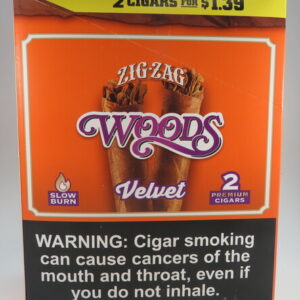 2 CIGARS FOR $1.39
ZIG-ZAG
WOODS
Velvet
SLOW
BURN
2
PREMIUM
CIGARS
WARNING: Cigar smoking
can cause cancers of the
mouth and throat, even if
you do not inhale.